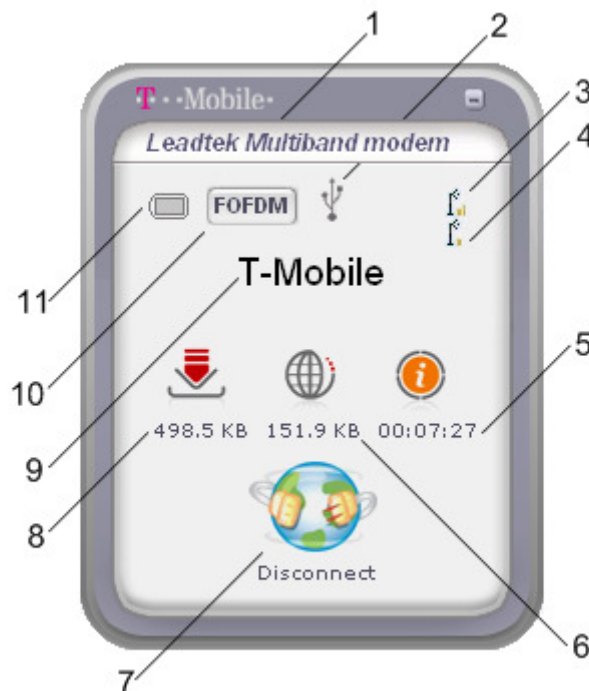 1 2
T··Mobile· 3
Leadtek Multiband modem 4
FOFDM
T-Mobile
11
10
5
498.5 KB 151.9 KB 00:07:27
9
8
Disconnect
6
7